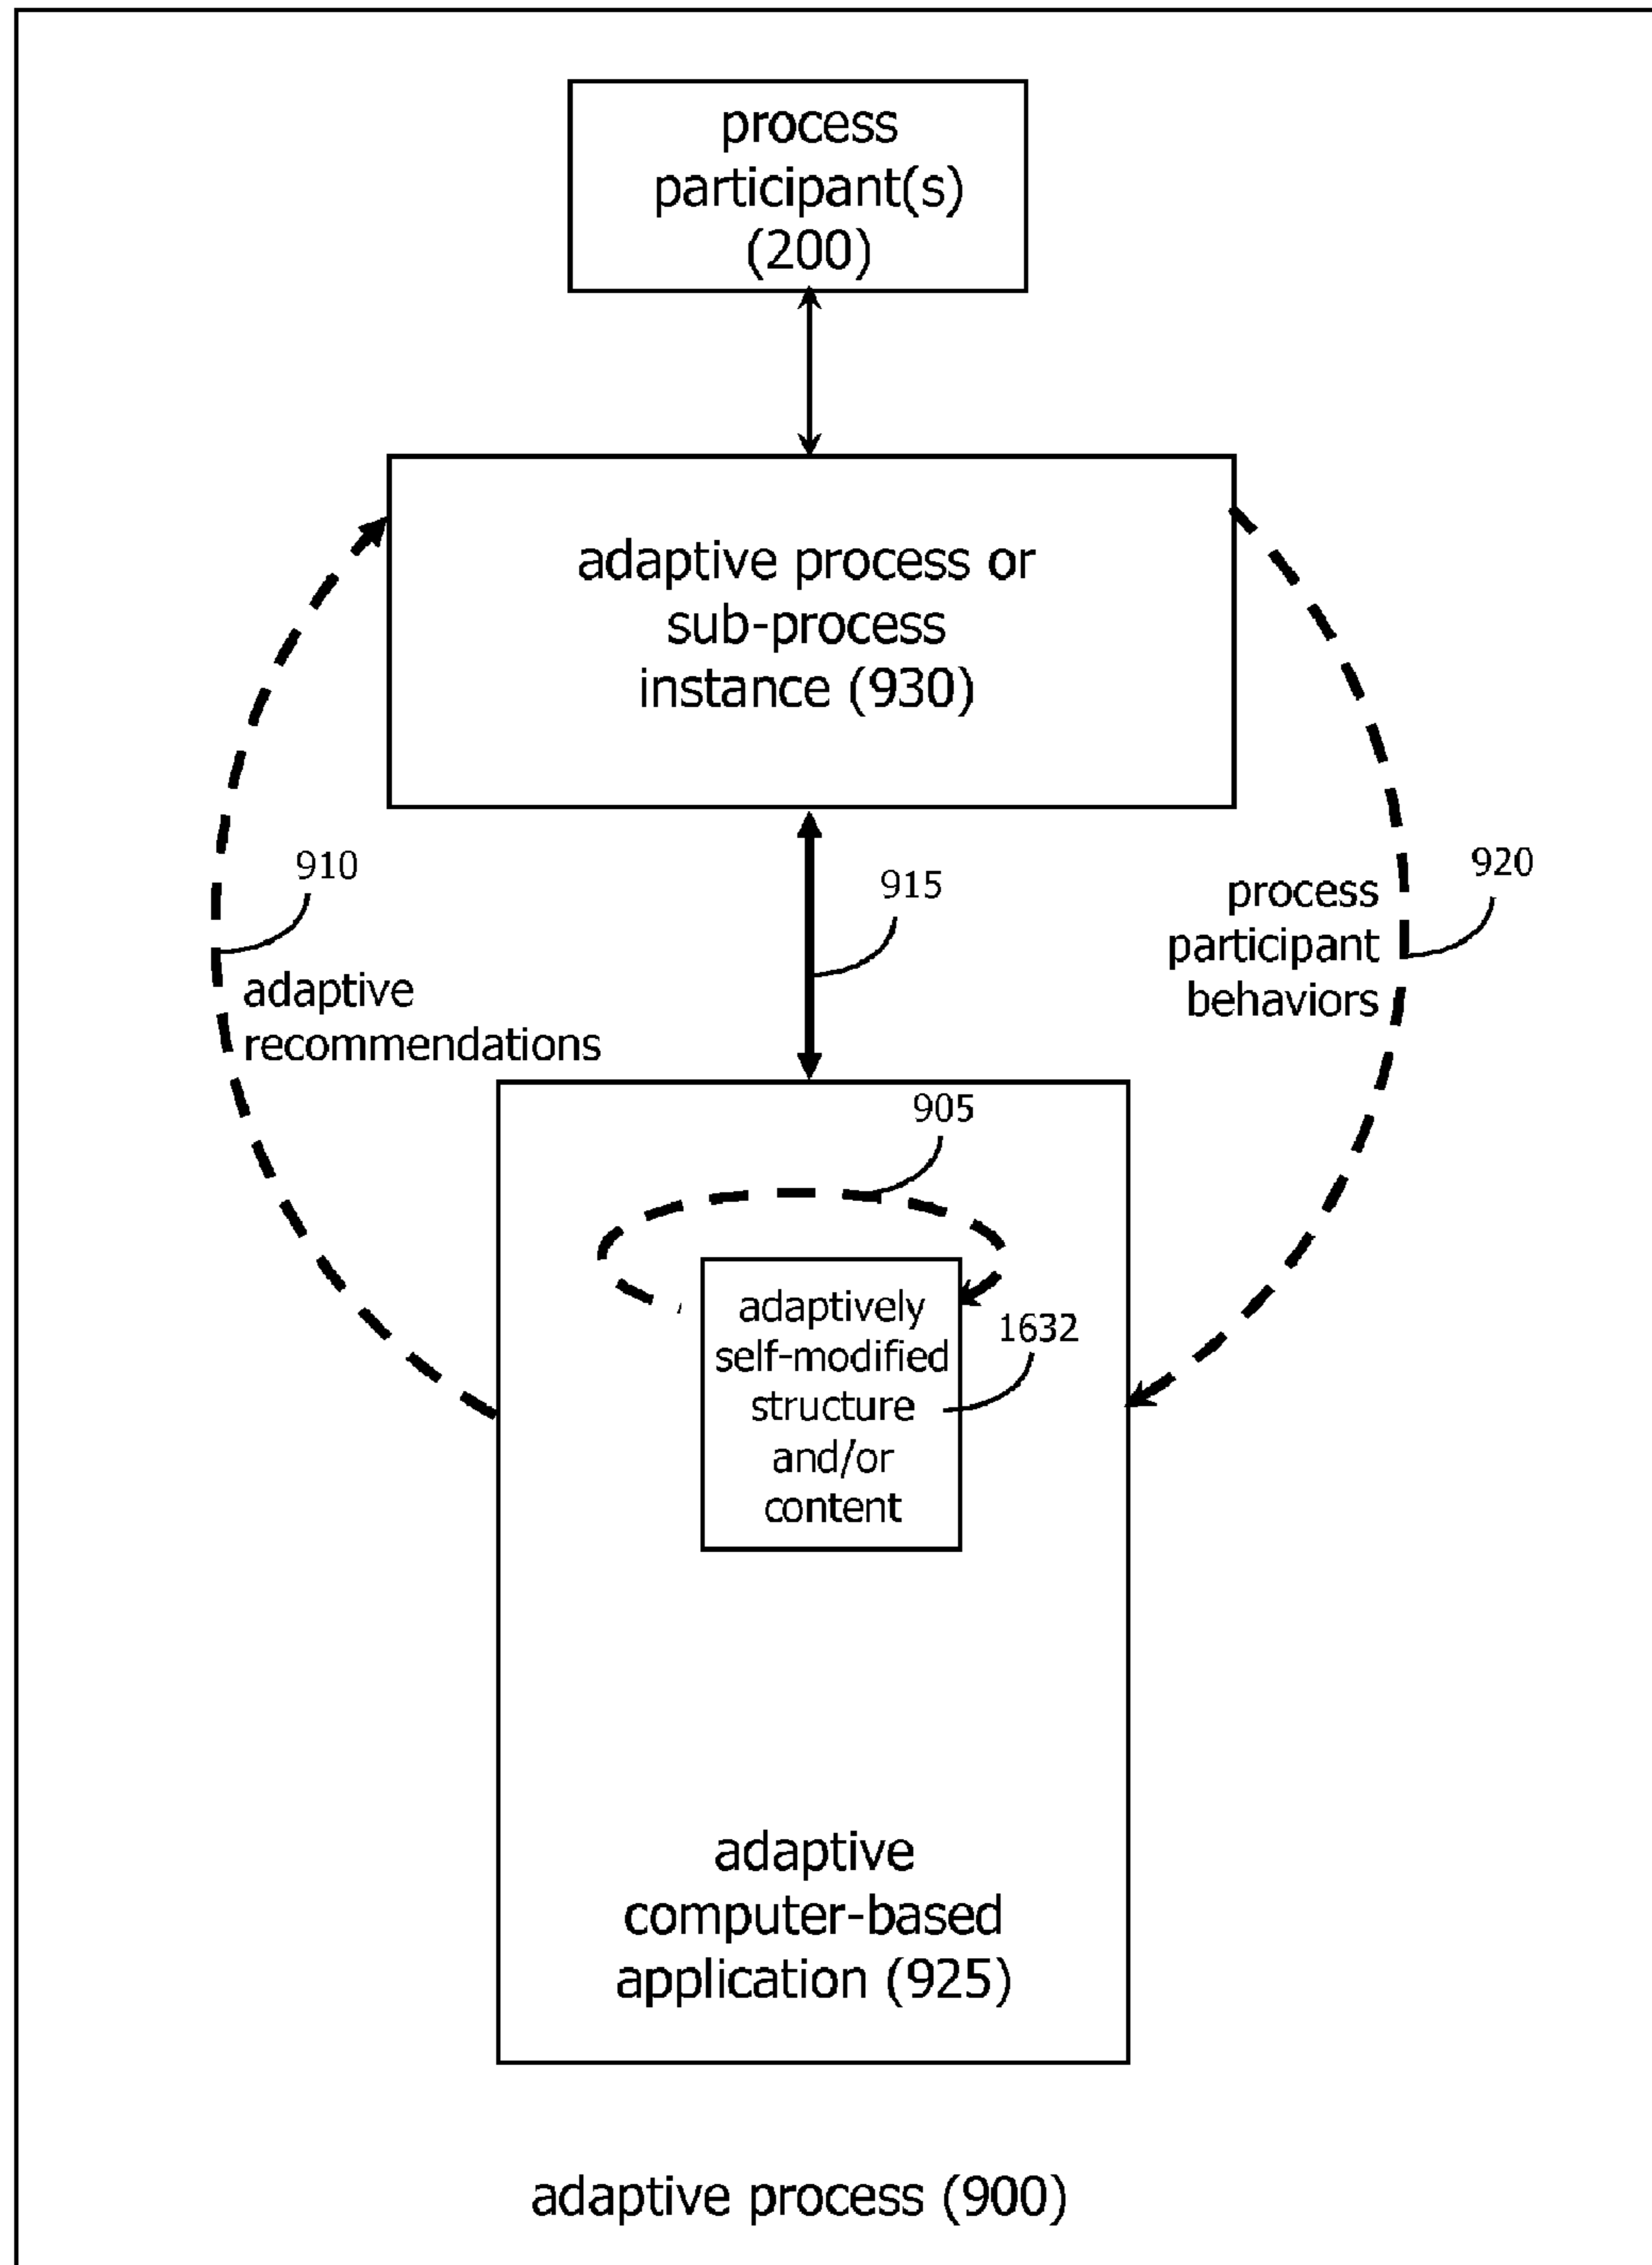 process
participant(s)
(200)
adaptive process or
sub-process
instance (930)
910
915
920
process
participant
behaviors
adaptive
recommendations
905
adaptively
self-modified
structure
and/or
content
1632
adaptive
computer-based
application (925)
adaptive process (900)